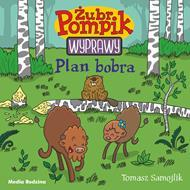 Żubr
Pompik
WYPRAWY
Plan bobra
Tomasz Samojlik
Media Rodzina